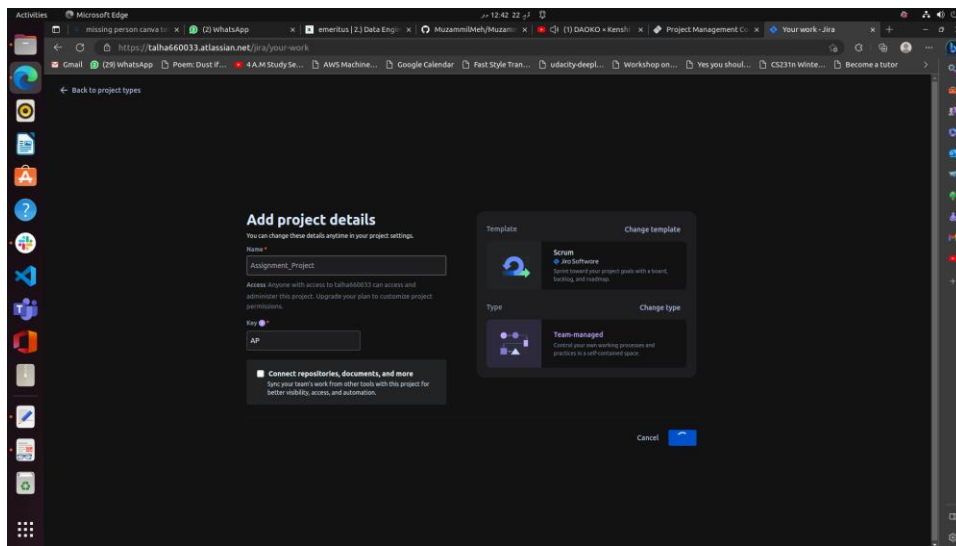 Activities
Microsoft Edge
12:42 22
missing person canva
(2) WhatsApp
emeritus | 2.) Data Engin
MuzammilMeh/Muzamm
(1) DAOKO × Kenshi
Project Management Co
Your work - Jira
https://talha660033.atlassian.net/jira/your-work
Gmail
(29) WhatsApp
Poem: Dust if...
4 A.M Study Se...
AWS Machine...
Google Calendar
Fast Style Tran...
udacity-deepl...
Workshop on...
Yes you shoul...
CS231n Winte...
Become a tutor
Back to project types
Add project details
You can change these details anytime in your project settings.
Name *
Assignment_Project
Access Anyone with access to talha660033 can access and
administer this project. Upgrade your plan to customize project
permissions.
Key *
AP
Connect repositories, documents, and more
Sync your team's work from other tools with this project for
better visibility, access, and automation.
Template
Change template
Scrum
Jira Software
Sprint toward your project goals with a board,
backlog, and roadmap.
Type
Change type
Team-managed
Control your own working processes and
practices in a self-contained space.
Cancel